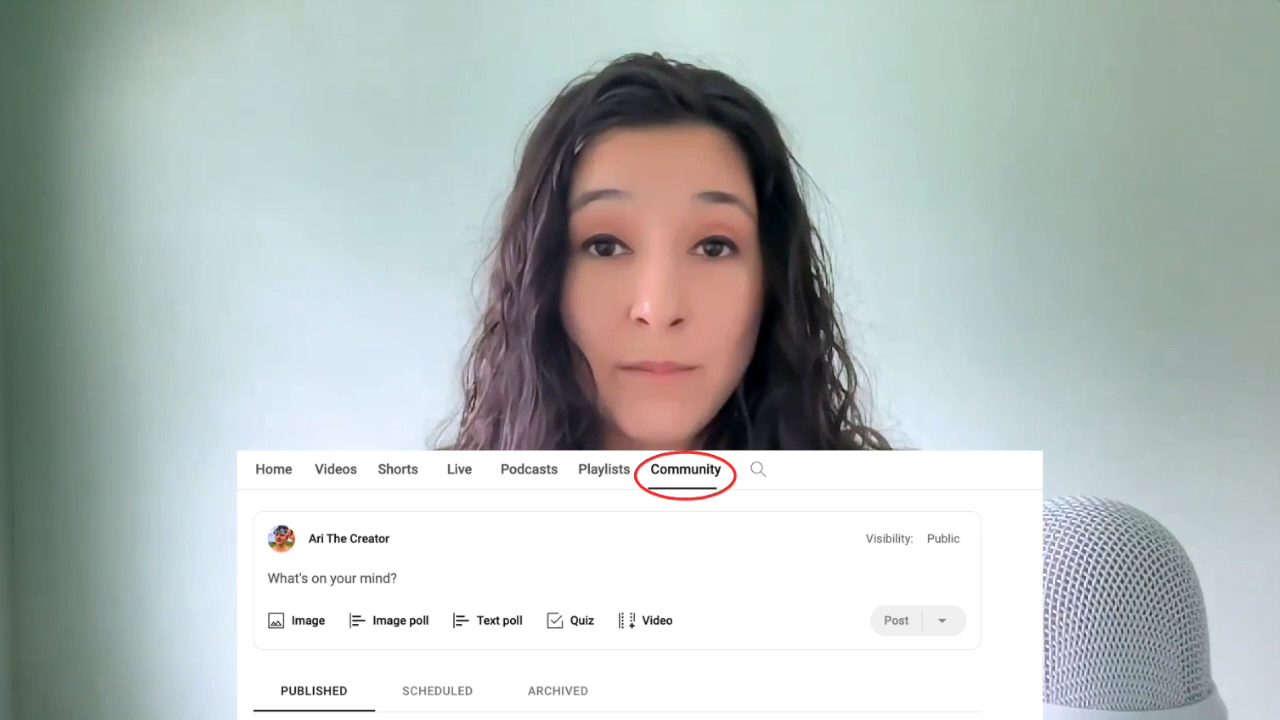 Home Videos Shorts Live Podcasts Playlists Community
Ari The Creator Visibility: Public
What's on your mind?
Image Image poll Text poll Quiz Video Post
PUBLISHED SCHEDULED ARCHIVED